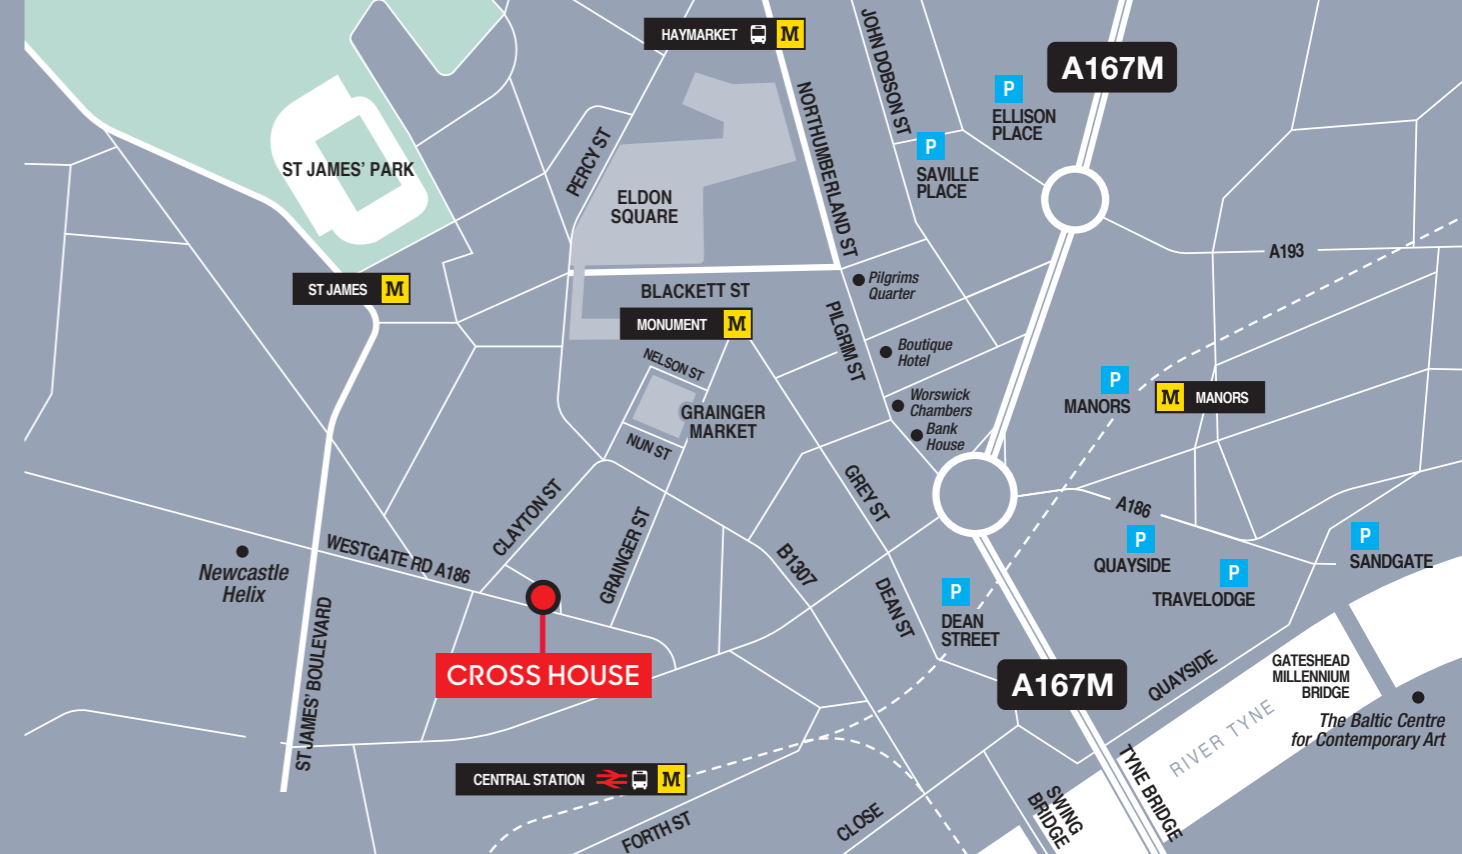 HAYMARKET M
JOHN DOBSON ST
A167M
P
ELLISON
PLACE
P
SAVILLE
PLACE
NORTHUMBERLAND ST
PERCY ST
ST JAMES' PARK
ELDON
SQUARE
A193
ST JAMES M
BLACKETT ST
Pilgrims
Quarter
MONUMENT M
PILGRIM ST
Boutique
Hotel
NELSON ST
P
MANORS
M MANORS
Worswick
Chambers
GRAINGER
MARKET
Bank
House
NUN ST
CLAYTON ST
GREY ST
A186
GRAINGER ST
WESTGATE RD A186
Newcastle
Helix
B1307
P
QUAYSIDE
P
TRAVELODGE
P
SANDGATE
DEAN ST
P
DEAN
STREET
ST JAMES' BOULEVARD
CROSS HOUSE
A167M
QUAYSIDE
GATESHEAD
MILLENNIUM
BRIDGE
RIVER TYNE
The Baltic Centre
for Contemporary Art
CENTRAL STATION M
TYNE BRIDGE
SWING
BRIDGE
CLOSE
FORTH ST